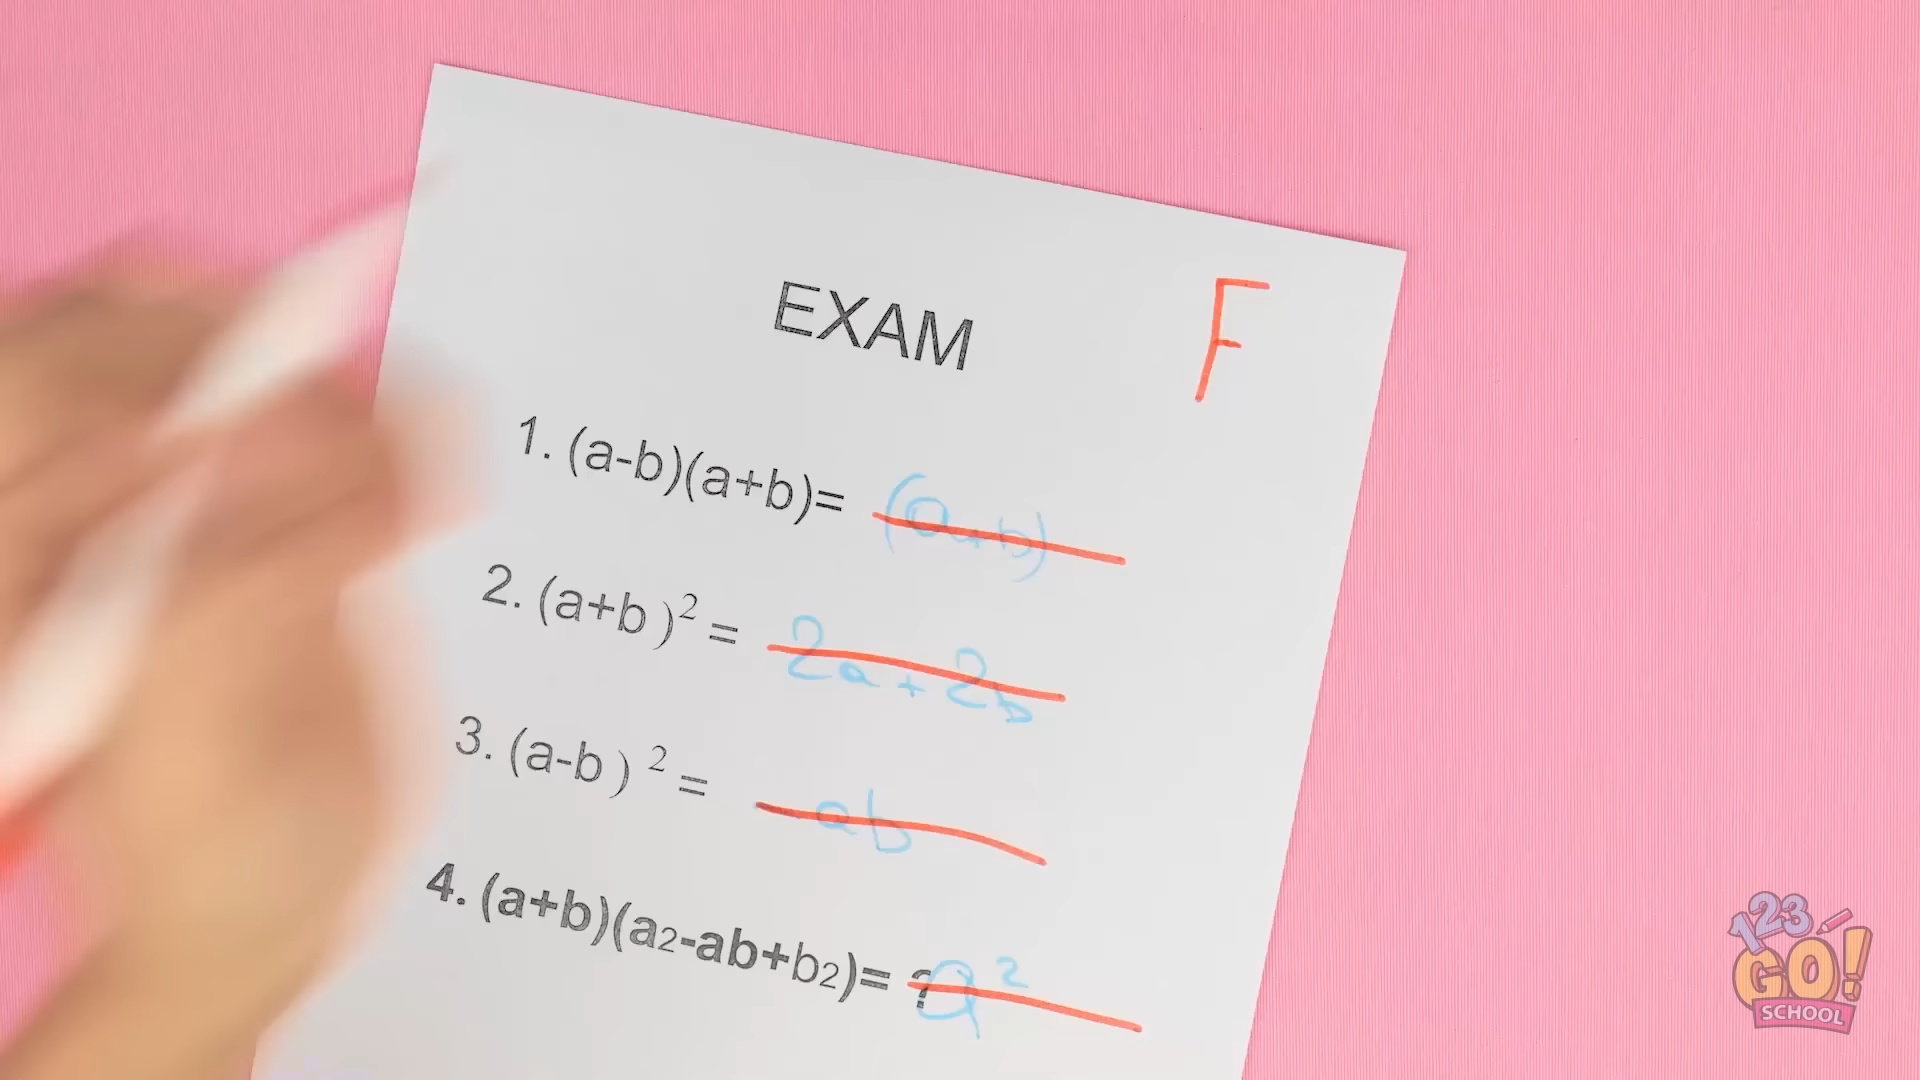 EXAM F
1. (a-b)(a+b)= (a+b)
2. (a+b)² = 2a+2b
3. (a-b) ² = ab
4. (a+b)(a2-ab+b2)= ? a²
123
GO!
SCHOOL